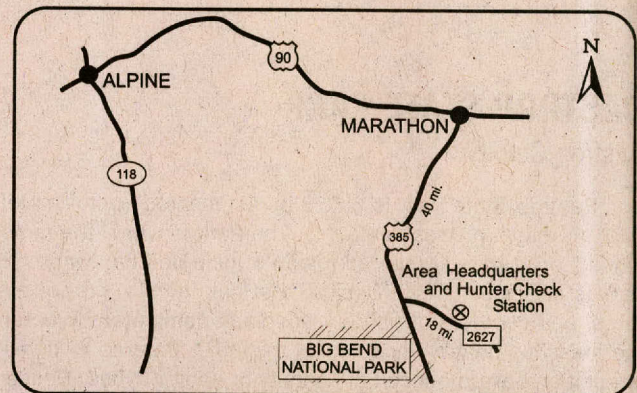 90
N
ALPINE
MARATHON
118
40 mi.
385
Area Headquarters
and Hunter Check
Station
18 mi.
2627
BIG BEND
NATIONAL PARK